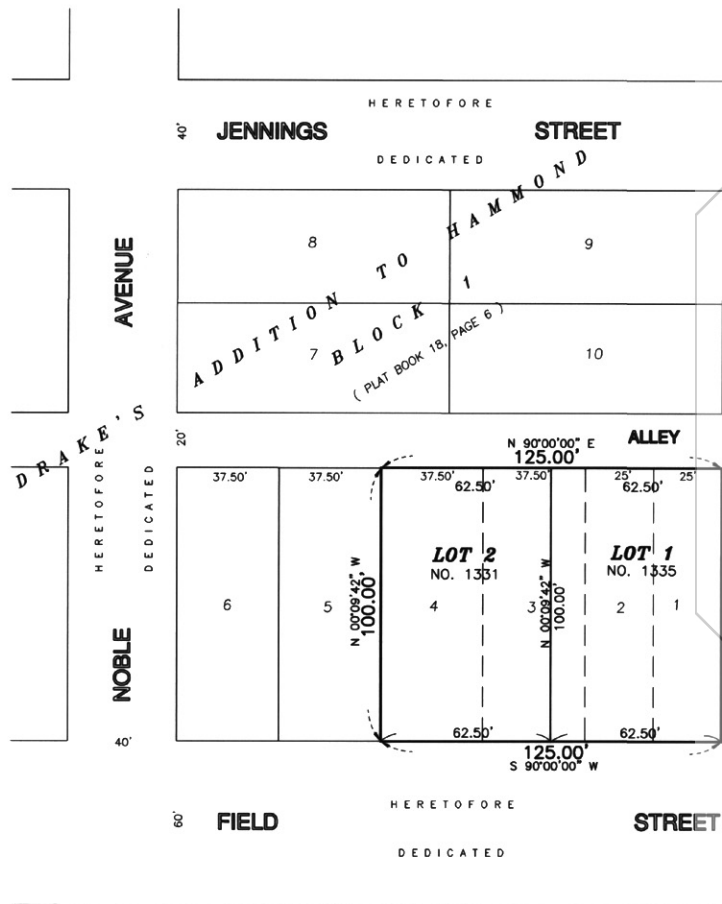 HERETOFORE
40' JENNINGS STREET
DEDICATED
DRAKE'S ADDITION TO HAMMOND
BLOCK 1
( PLAT BOOK 18, PAGE 6 )
8
9
7
10
AVENUE
NOBLE
HERETOFORE
DEDICATED
40'
20'
ALLEY
N 90°00'00" E
125.00'
37.50' 37.50' 37.50' 37.50' 25' 25'
62.50' 62.50'
LOT 2
NO. 1331
LOT 1
NO. 1335
N 00°09'42" W
100.00'
N 00°09'42" W
100.00'
6 5 4 3 2 1
62.50' 62.50'
125.00'
S 90°00'00" W
HERETOFORE
60' FIELD STREET
DEDICATED